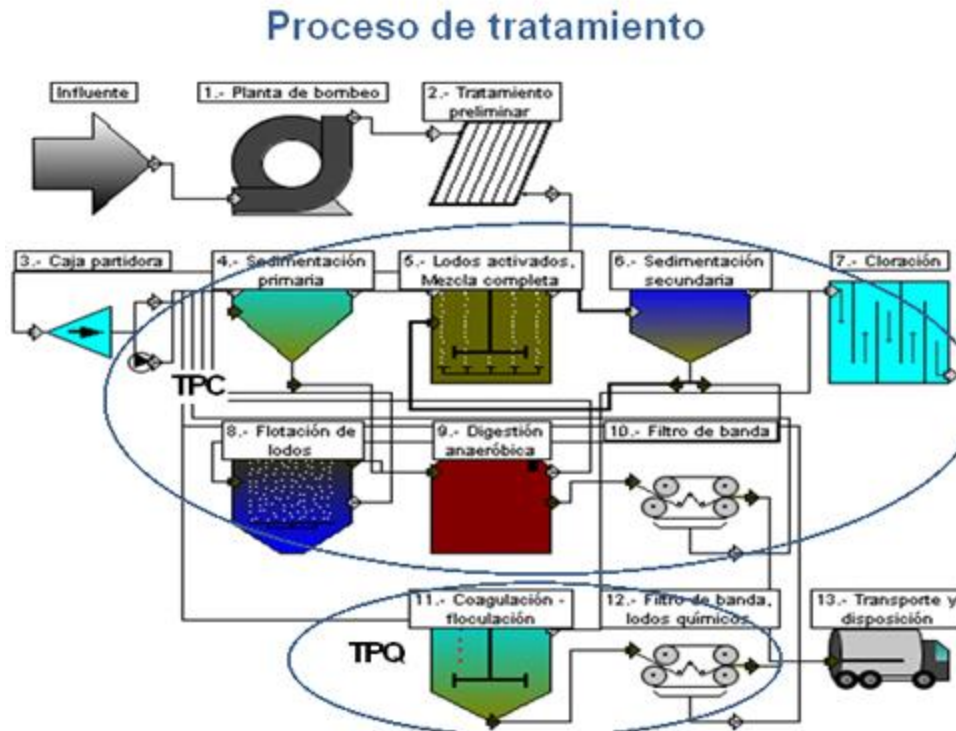 Proceso de tratamiento
Influente
1.- Planta de bombeo
2.- Tratamiento
preliminar
3.- Caja partidora
4.- Sedimentación
primaria
5.- Lodos activados,
Mezcla completa
6.- Sedimentación
secundaria
7.- Cloración
TPC
8.- Flotación de
lodos
9.- Digestión
anaeróbica
10.- Filtro de banda
11.- Coagulación -
floculación
12.- Filtro de banda,
lodos químicos
13.- Transporte y
disposición
TPQ